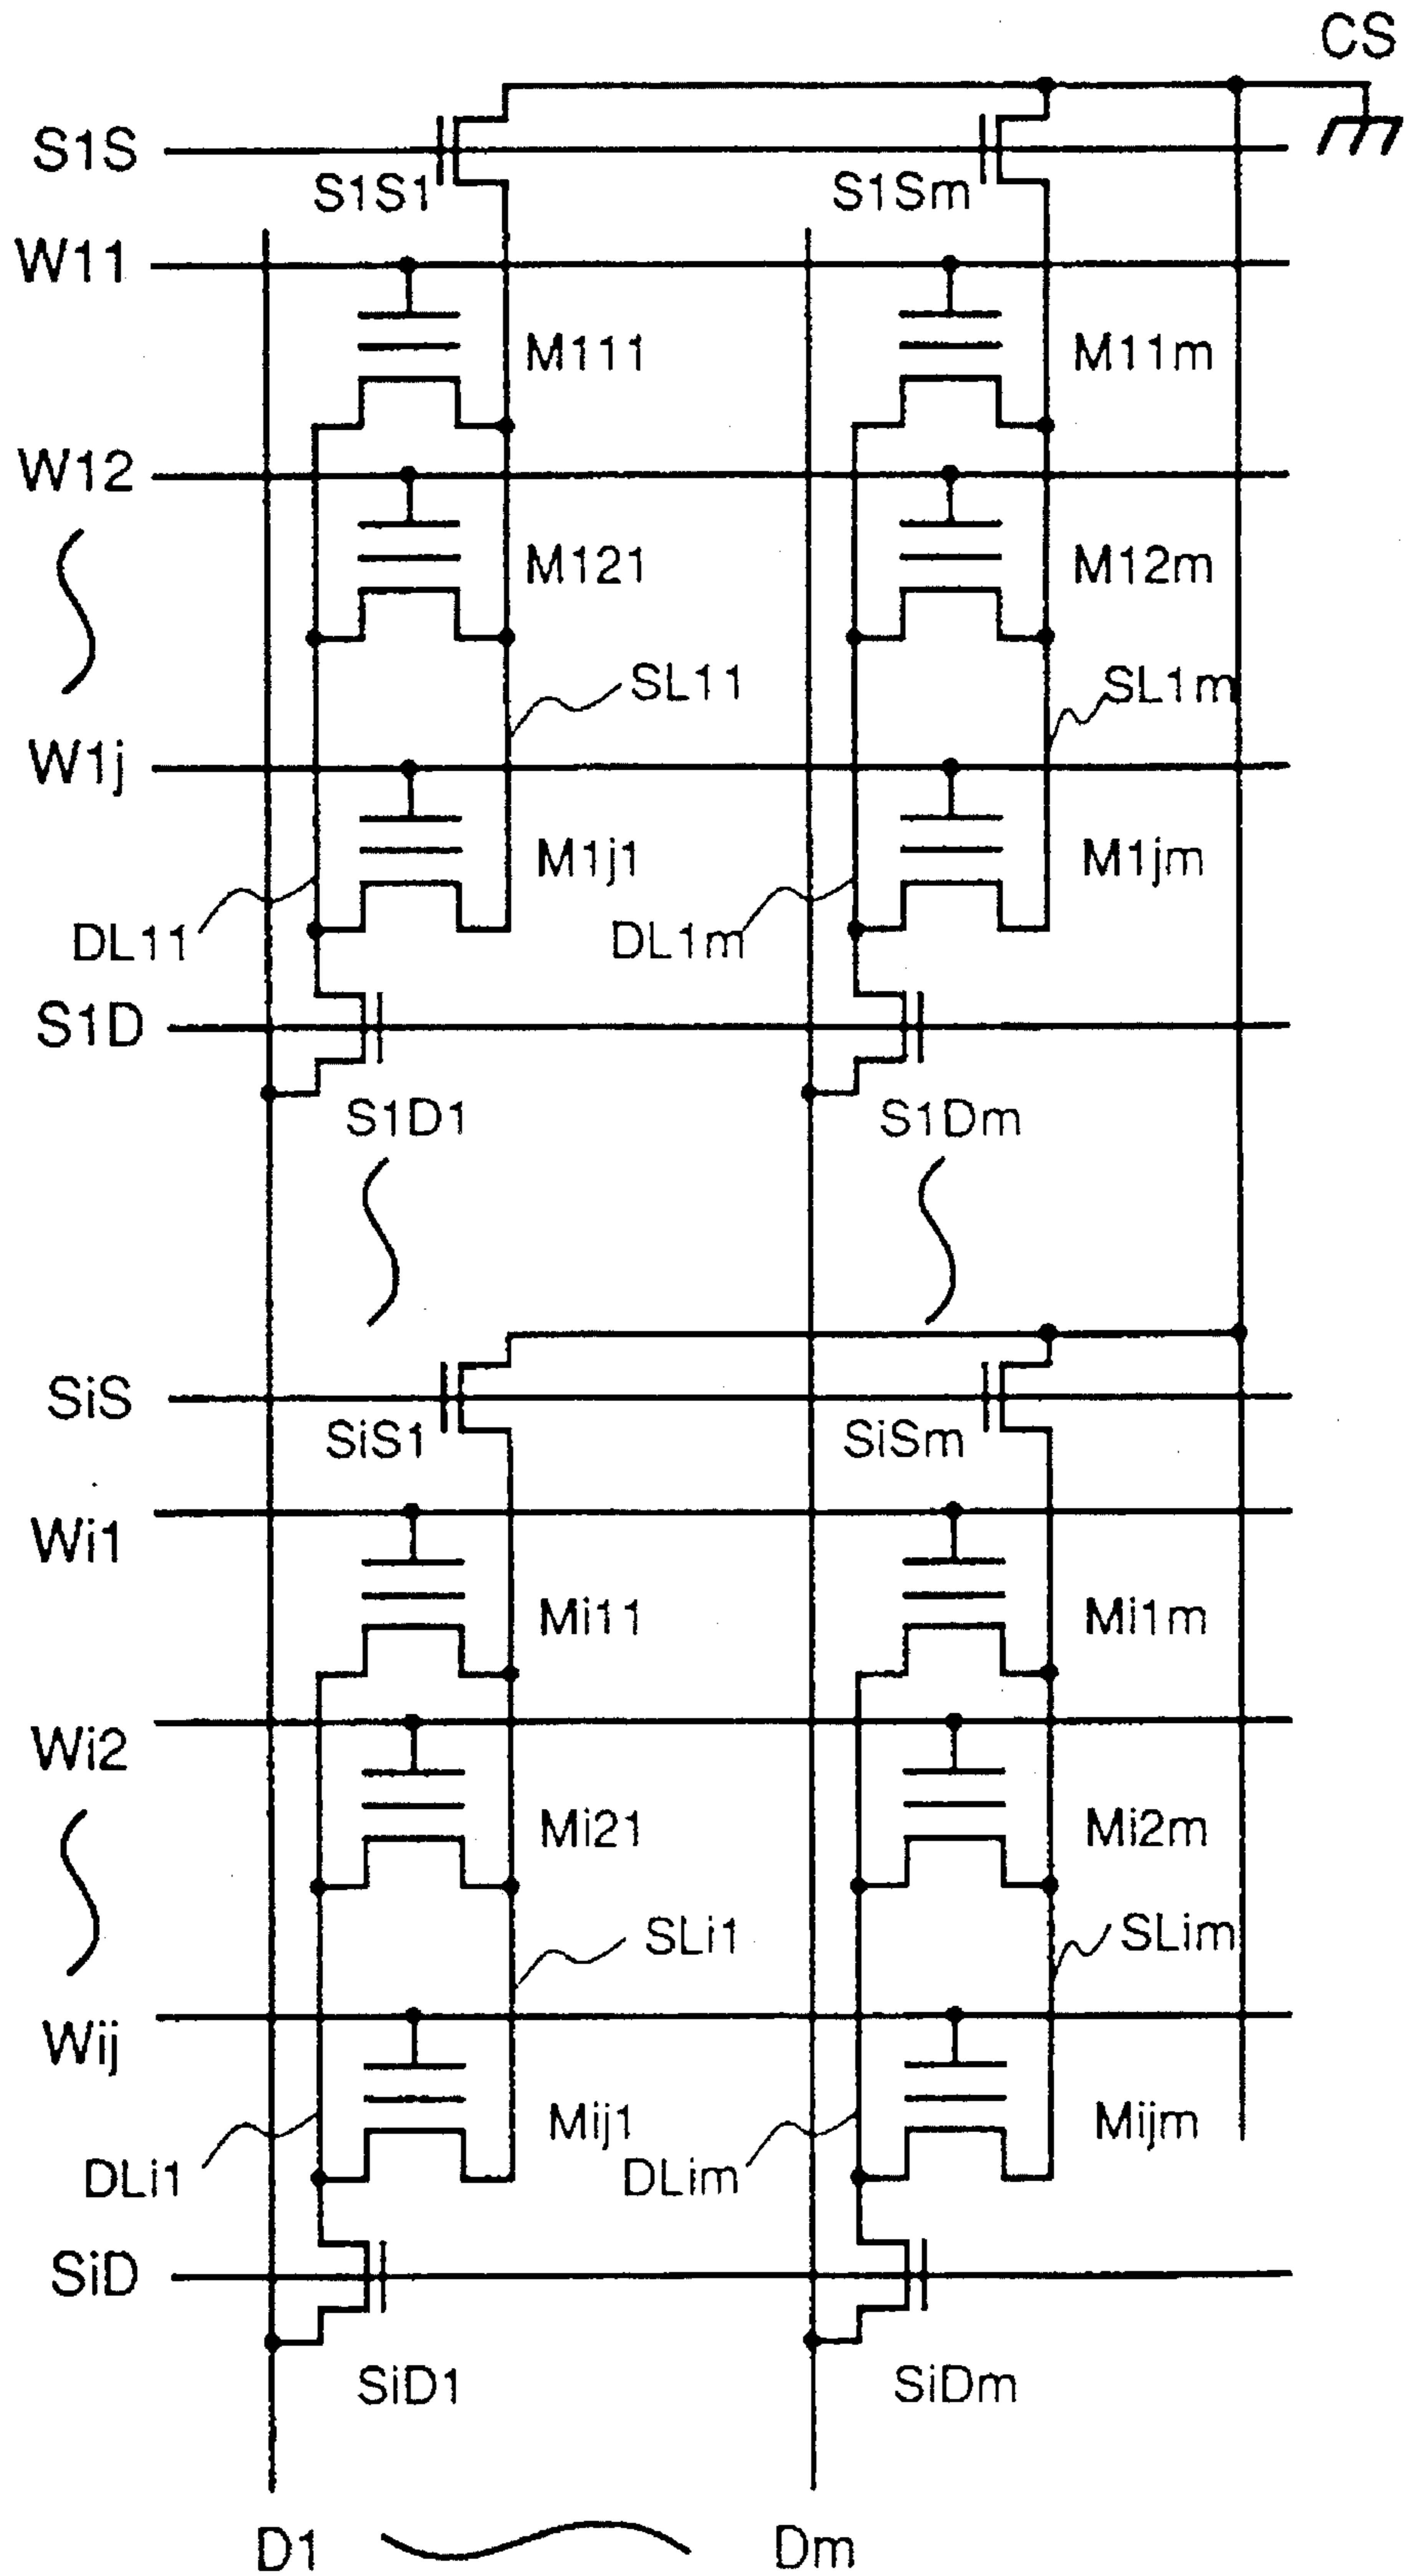 CS
S1S
S1S1
S1Sm
W11
M111
M11m
W12
M121
M12m
SL11
SL1m
W1j
M1j1
M1jm
DL11
DL1m
S1D
S1D1
S1Dm
SiS
SiS1
SiSm
Wi1
Mi11
Mi1m
Wi2
Mi21
Mi2m
SLi1
SLim
Wij
Mij1
Mijm
DLi1
DLim
SiD
SiD1
SiDm
D1
Dm